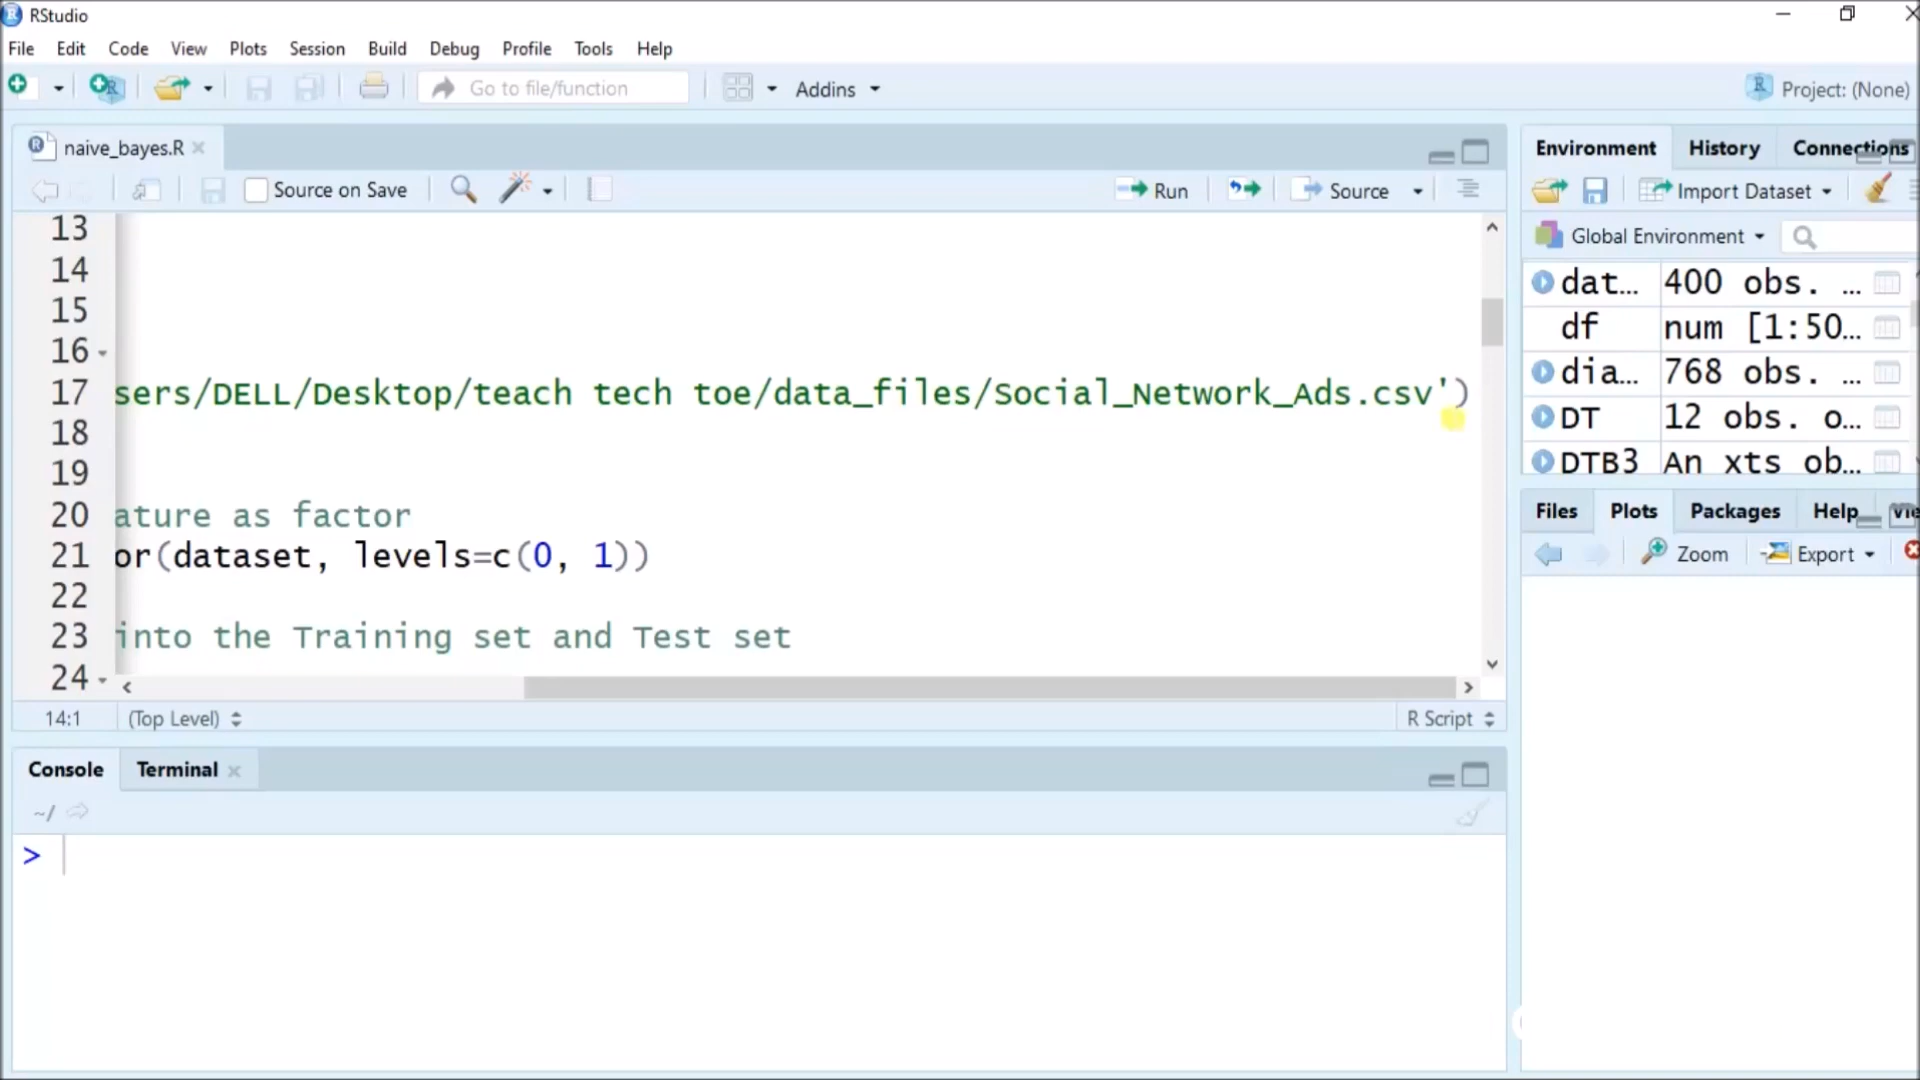 RStudio
File Edit Code View Plots Session Build Debug Profile Tools Help
Go to file/function Addins Project: (None)
naive_bayes.R
Source on Save Run Source
13
14
15
16
17 sers/DELL/Desktop/teach tech toe/data_files/Social_Network_Ads.csv')
18
19
20 ature as factor
21 or(dataset, levels=c(0, 1))
22
23 into the Training set and Test set
24
14:1 (Top Level) R Script
Console Terminal
~/
>
Environment History Connections
Import Dataset
Global Environment
dat... 400 obs. ...
df num [1:50...
dia... 768 obs. ...
DT 12 obs. o...
DTB3 An xts ob...
Files Plots Packages Help Vie
Zoom Export